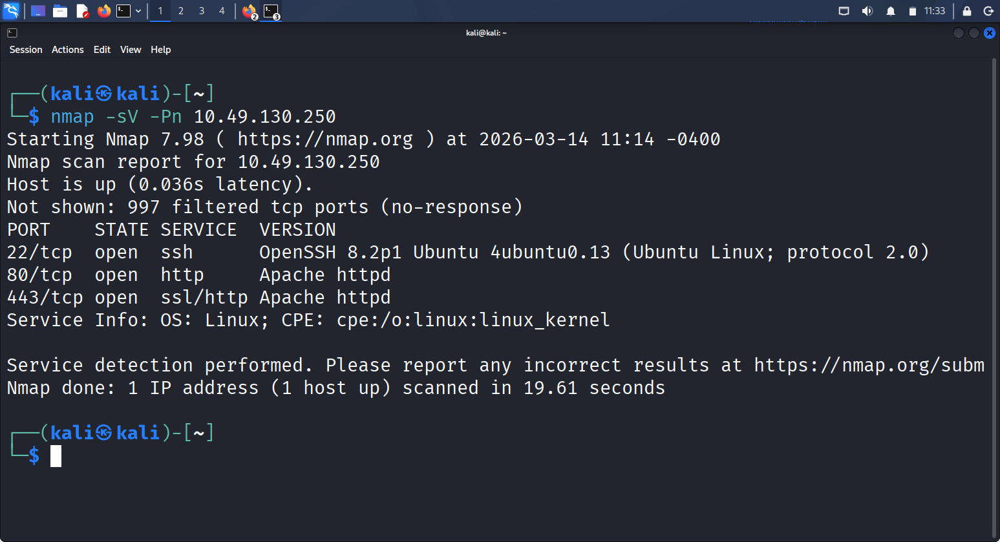 1 2 3 4 2 3 11:33
kali@kali: ~
Session Actions Edit View Help
┌──(kali㉿kali)-[~]
└─$ nmap -sV -Pn 10.49.130.250
Starting Nmap 7.98 ( https://nmap.org ) at 2026-03-14 11:14 -0400
Nmap scan report for 10.49.130.250
Host is up (0.036s latency).
Not shown: 997 filtered tcp ports (no-response)
PORT    STATE SERVICE  VERSION
22/tcp  open  ssh      OpenSSH 8.2p1 Ubuntu 4ubuntu0.13 (Ubuntu Linux; protocol 2.0)
80/tcp  open  http     Apache httpd
443/tcp open  ssl/http Apache httpd
Service Info: OS: Linux; CPE: cpe:/o:linux:linux_kernel
Service detection performed. Please report any incorrect results at https://nmap.org/subm
Nmap done: 1 IP address (1 host up) scanned in 19.61 seconds
┌──(kali㉿kali)-[~]
└─$